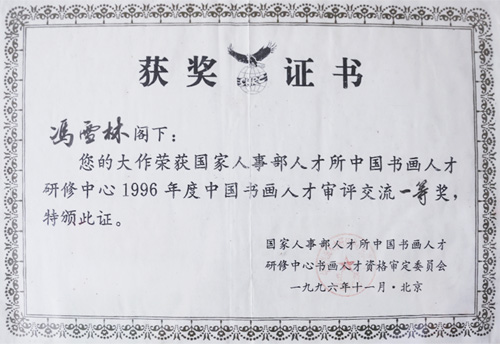 获奖证书
冯雪林阁下：
您的大作荣获国家人事部人才所中国书画人才
研修中心1996年度中国书画人才审评交流一等奖，
特颁此证。
国家人事部人才所中国书画人才
研修中心书画人才资格审定委员会
一九九六年十一月·北京